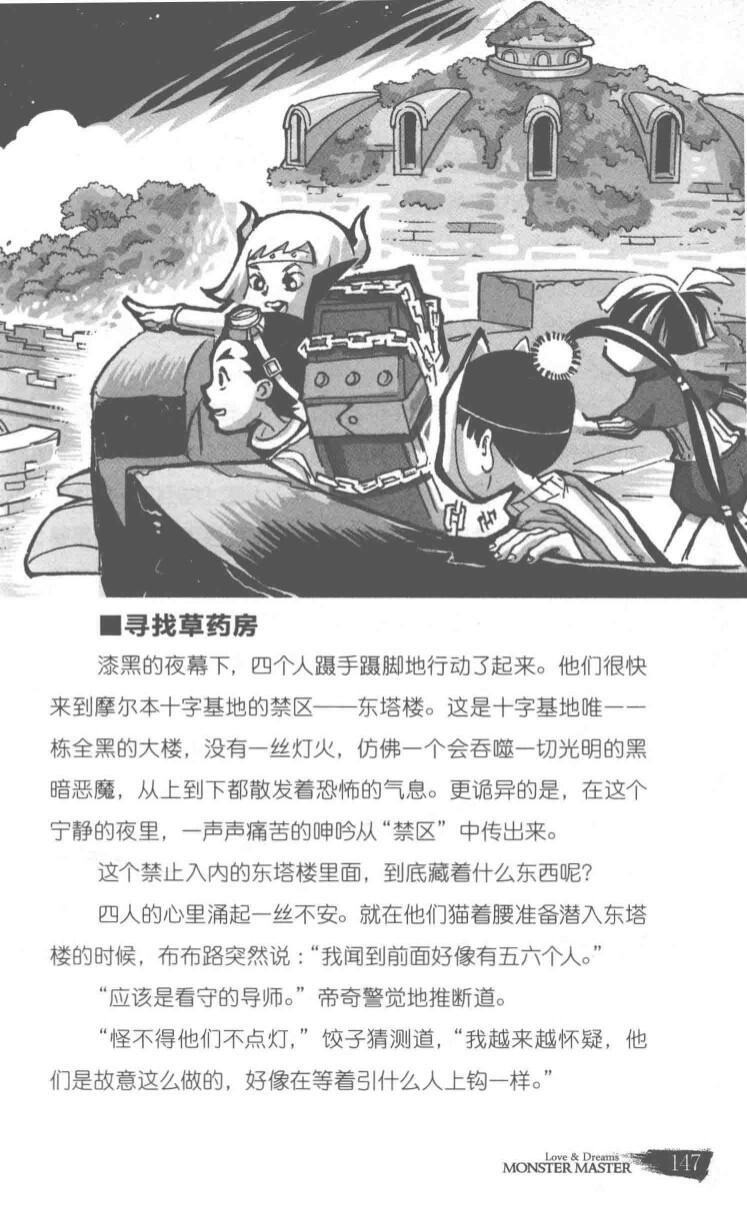 ■寻找草药房
漆黑的夜幕下，四个人蹑手蹑脚地行动了起来。他们很快
来到摩尔本十字基地的禁区——东塔楼。这是十字基地唯一一
栋全黑的大楼，没有一丝灯火，仿佛一个会吞噬一切光明的黑
暗恶魔，从上到下都散发着恐怖的气息。更诡异的是，在这个
宁静的夜里，一声声痛苦的呻吟从“禁区”中传出来。
这个禁止入内的东塔楼里面，到底藏着什么东西呢？
四人的心里涌起一丝不安。就在他们猫着腰准备潜入东塔
楼的时候，布布路突然说：“我闻到前面好像有五六个人。”
“应该是看守的导师。”帝奇警觉地推断道。
“怪不得他们不点灯，”饺子猜测道，“我越来越怀疑，他
们是故意这么做的，好像在等着引什么人上钩一样。”
Love & Dreams
MONSTER MASTER 147